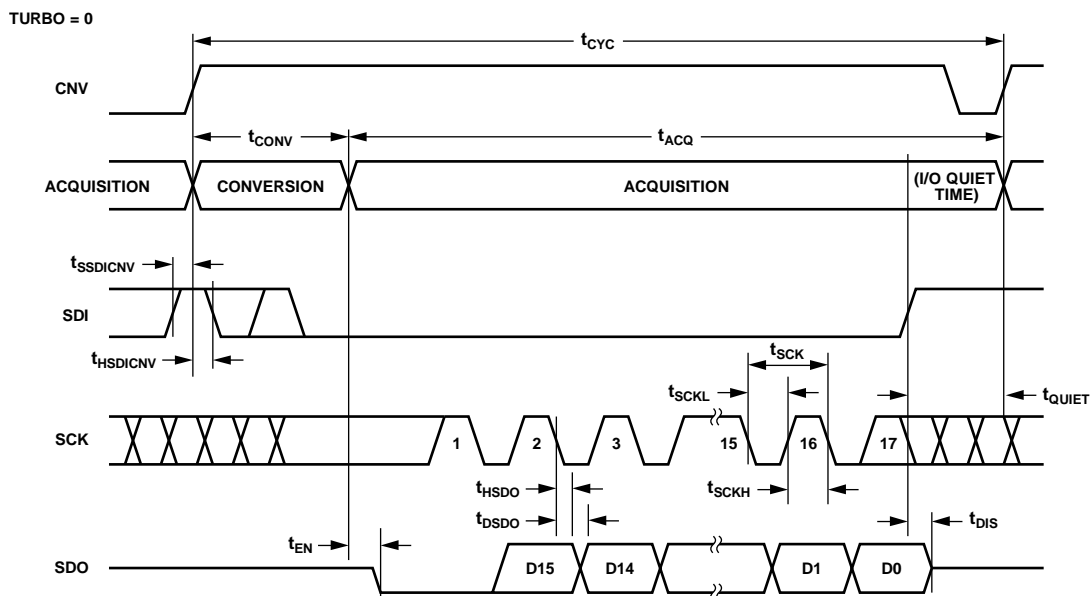 TURBO = 0
tCYC
CNV
tCONV
tACQ
ACQUISITION
CONVERSION
ACQUISITION
(I/O QUIET
TIME)
tSSDICNV
SDI
tHSDICNV
tSCK
tSCKL
tQUIET
SCK
1
2
3
15
16
17
tHSDO
tSCKH
tDSDO
tEN
tDIS
SDO
D15
D14
D1
D0